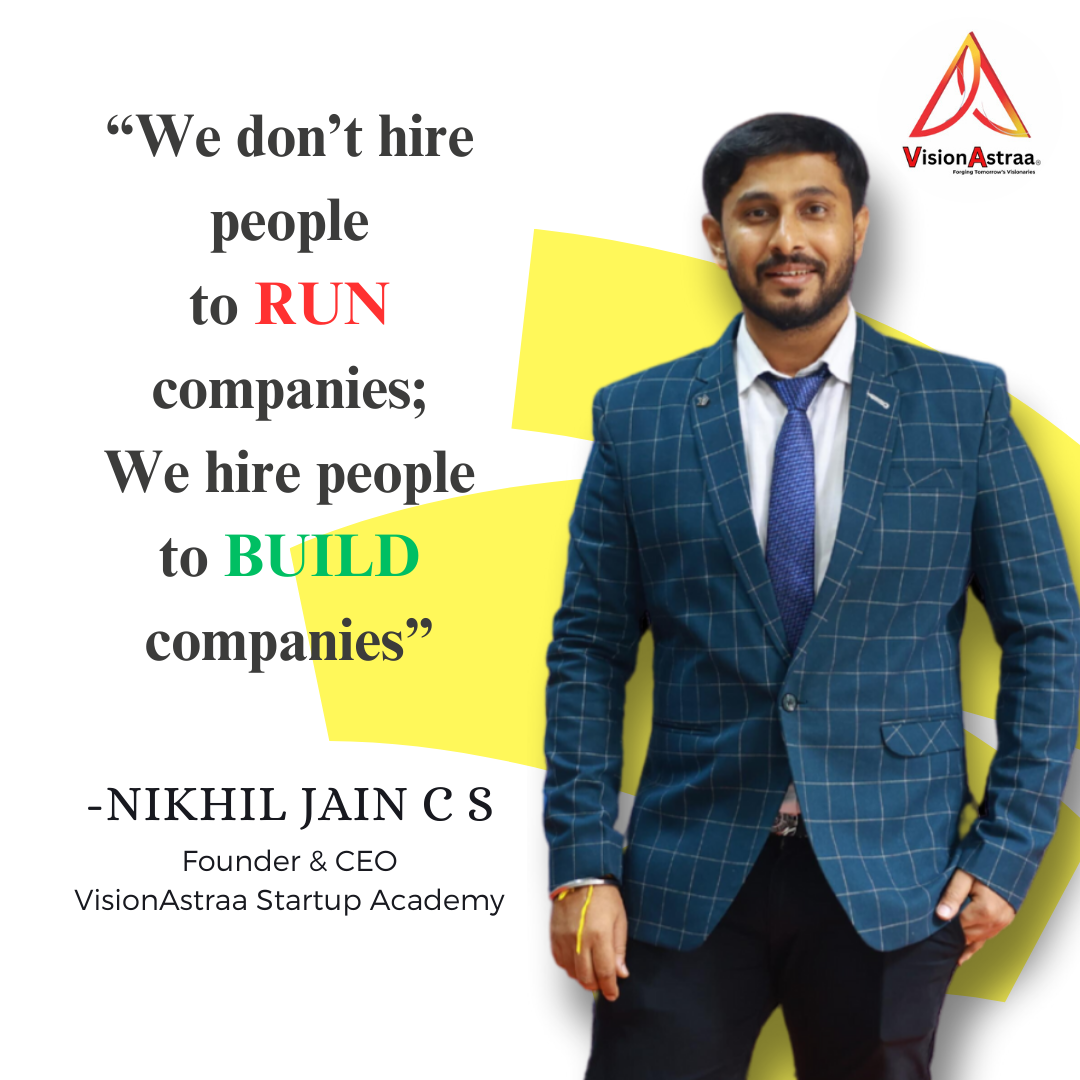 “We don’t hire
people
to RUN
companies;
We hire people
to BUILD
companies”
-NIKHIL JAIN C S
Founder & CEO
VisionAstraa Startup Academy
VisionAstraa®
Forging Tomorrow's Visionaries